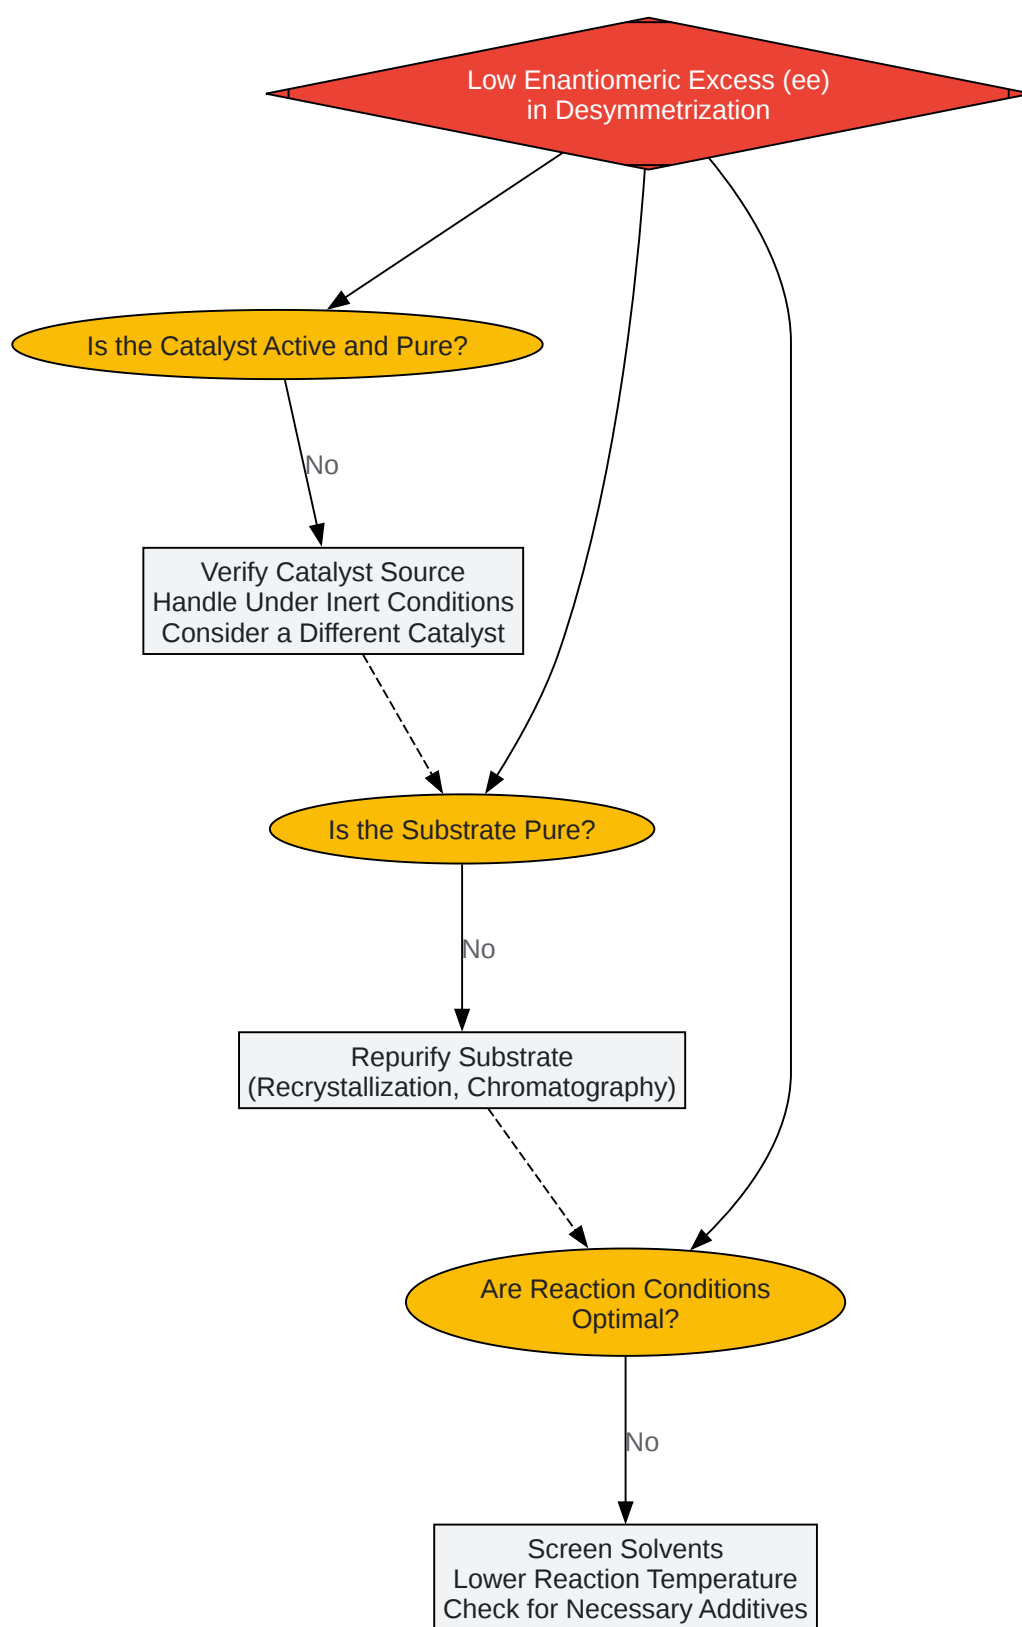 Low Enantiomeric Excess (ee)
in Desymmetrization
Is the Catalyst Active and Pure?
No
Verify Catalyst Source
Handle Under Inert Conditions
Consider a Different Catalyst
Is the Substrate Pure?
No
Repurify Substrate
(Recrystallization, Chromatography)
Are Reaction Conditions
Optimal?
No
Screen Solvents
Lower Reaction Temperature
Check for Necessary Additives